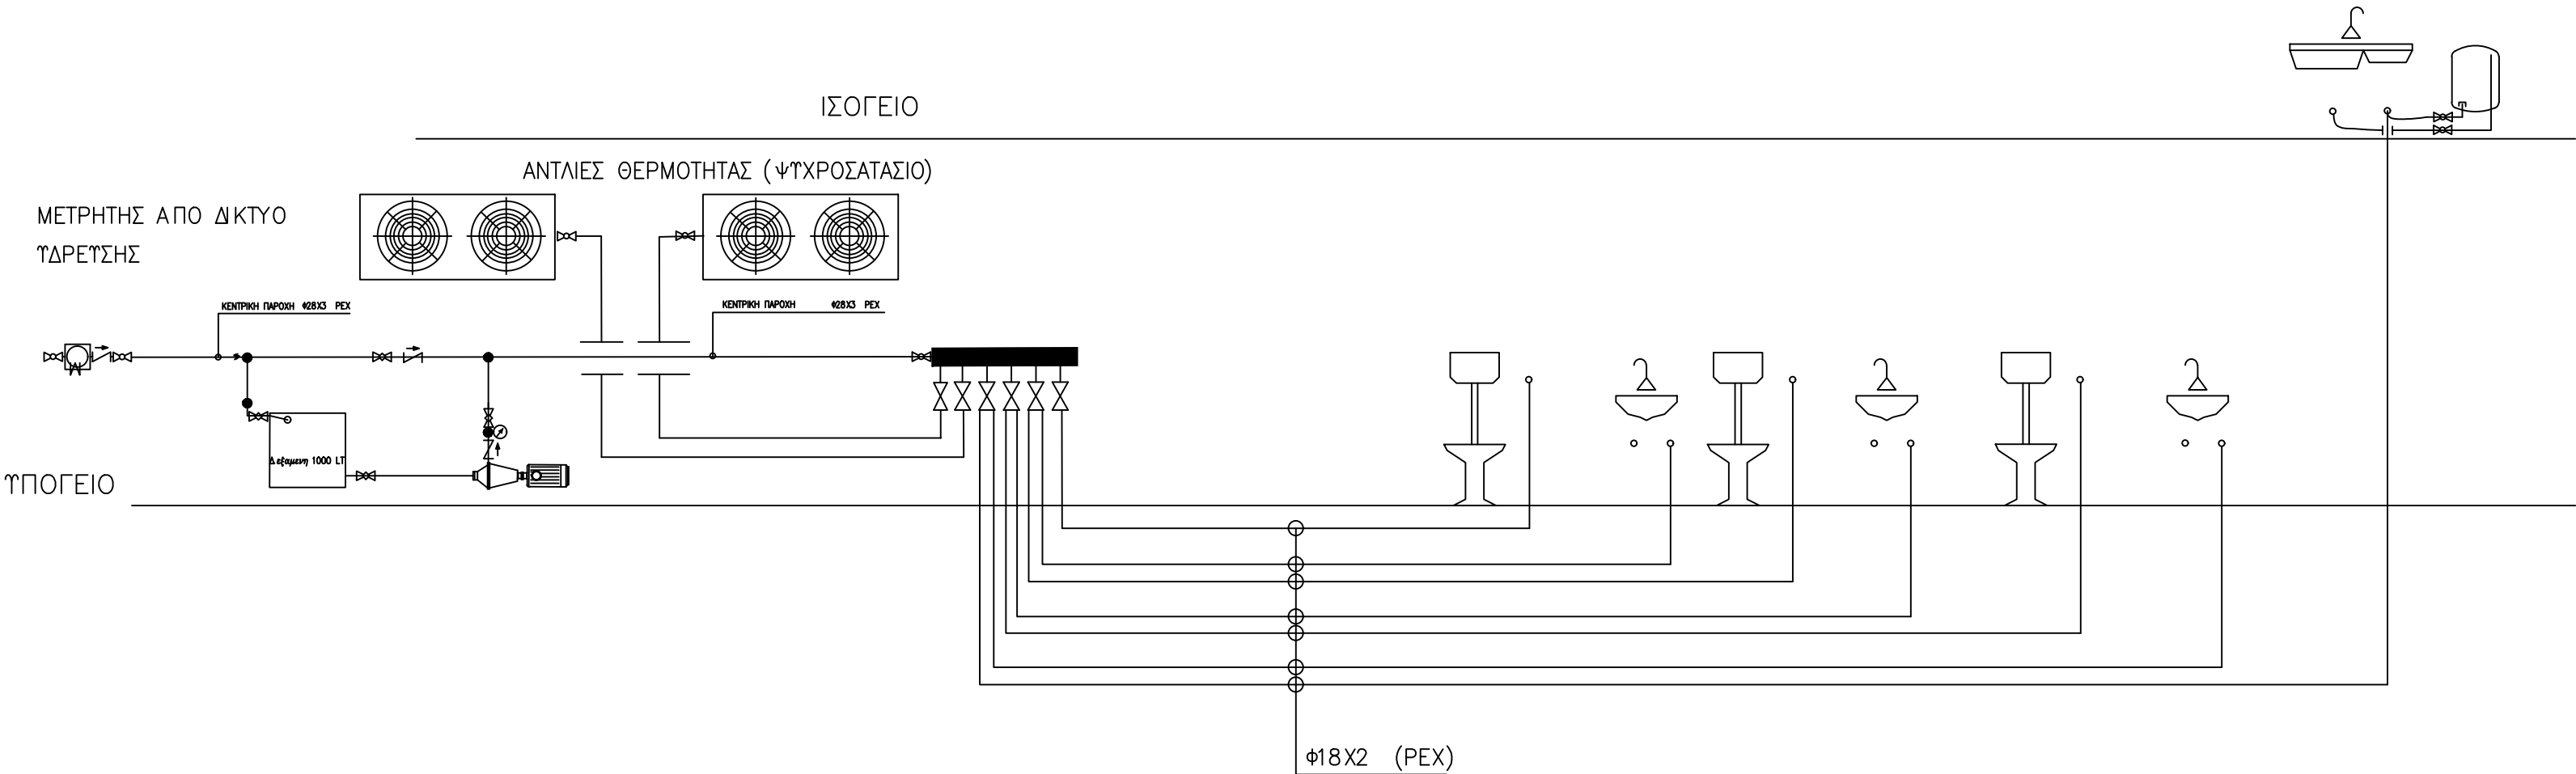 ΙΣΟΓΕΙΟ
ΑΝΤΛΙΕΣ ΘΕΡΜΟΤΗΤΑΣ (ΨΥΧΡΟΣΑΤΑΣΙΟ)
ΜΕΤΡΗΤΗΣ ΑΠΟ ΔΙΚΤΥΟ
ΥΔΡΕΥΣΗΣ
ΚΕΝΤΡΙΚΗ ΠΑΡΟΧΗ Φ28Χ3 PEX
ΚΕΝΤΡΙΚΗ ΠΑΡΟΧΗ Φ28Χ3 PEX
Δεξαμενη 1000 LT
ΥΠΟΓΕΙΟ
Φ18Χ2 (PEX)